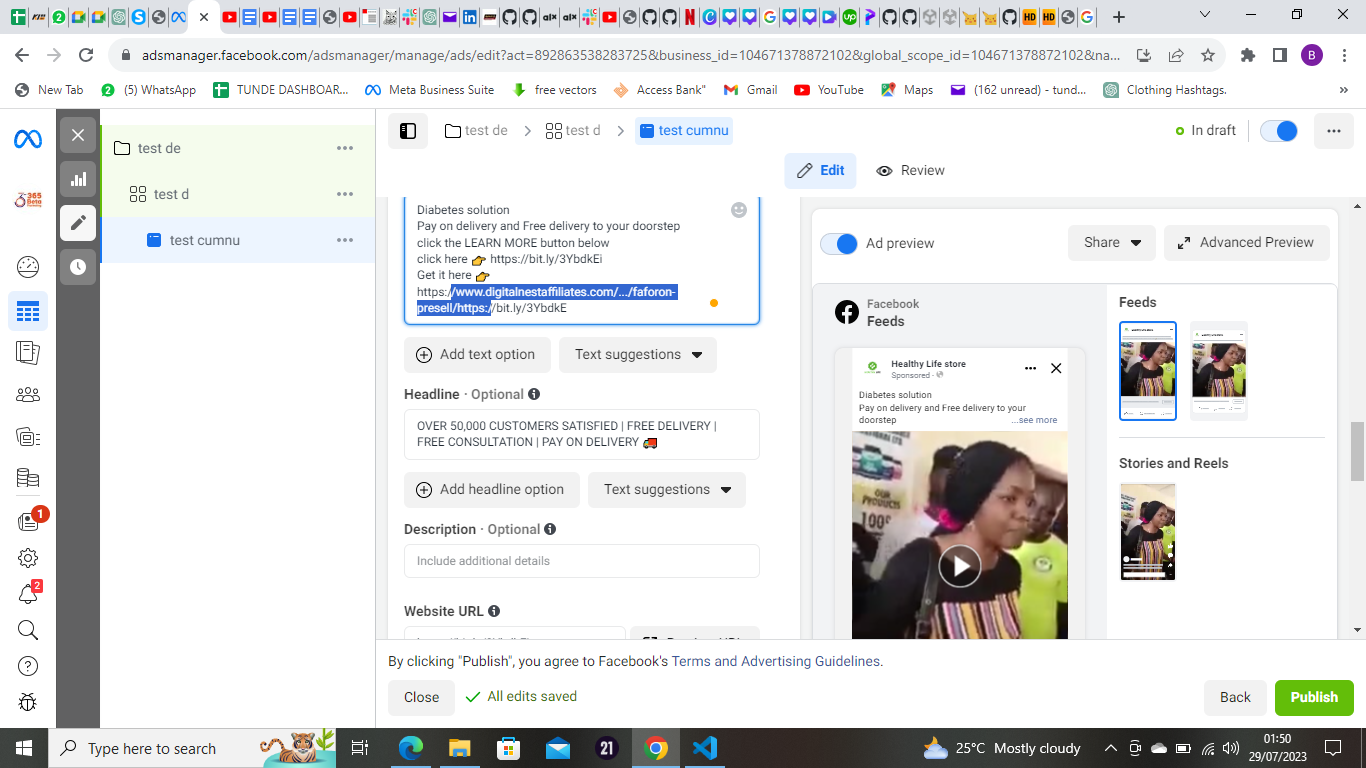 adsmanager.facebook.com/adsmanager/manage/ads/edit?act=892863538283725&business_id=104671378872102&global_scope_id=104671378872102&na...
B
New Tab
(5) WhatsApp
TUNDE DASHBOAR...
Meta Business Suite
free vectors
Access Bank"
Gmail
YouTube
Maps
(162 unread) - tund...
Clothing Hashtags.
»
test de
test d
test cumnu
test de
test d
test cumnu
In draft
Edit
Review
365
1
2
Diabetes solution
Pay on delivery and Free delivery to your doorstep
click the LEARN MORE button below
click here 👉 https://bit.ly/3YbdkEi
Get it here 👉
https://www.digitalnestaffiliates.com/.../faforon-
presell/https://bit.ly/3YbdkE
Add text option
Text suggestions
Headline · Optional
OVER 50,000 CUSTOMERS SATISFIED | FREE DELIVERY |
FREE CONSULTATION | PAY ON DELIVERY 🚚
Add headline option
Text suggestions
Description · Optional
Include additional details
Website URL
Ad preview
Share
Advanced Preview
Facebook
Feeds
Healthy Life store
Sponsored ·
Diabetes solution
Pay on delivery and Free delivery to your
doorstep
...see more
OUR
PRODUCTS
100%
Feeds
Stories and Reels
By clicking "Publish", you agree to Facebook's Terms and Advertising Guidelines.
Close
All edits saved
Back
Publish
Type here to search
21
25°C Mostly cloudy
01:50
29/07/2023